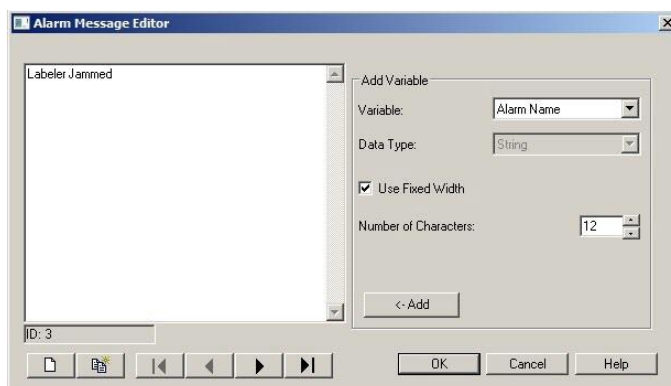 Alarm Message Editor
Labeler Jammed
Add Variable
Variable: Alarm Name
Data Type: String
Use Fixed Width
Number of Characters: 12
<- Add
ID: 3
OK Cancel Help